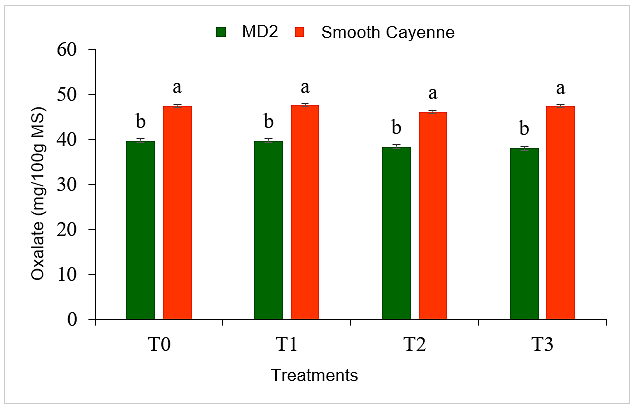 MD2 Smooth Cayenne
60
50
40
30
20
10
0
Oxalate (mg/100g MS)
b a b a b a b a
T0 T1 T2 T3
Treatments